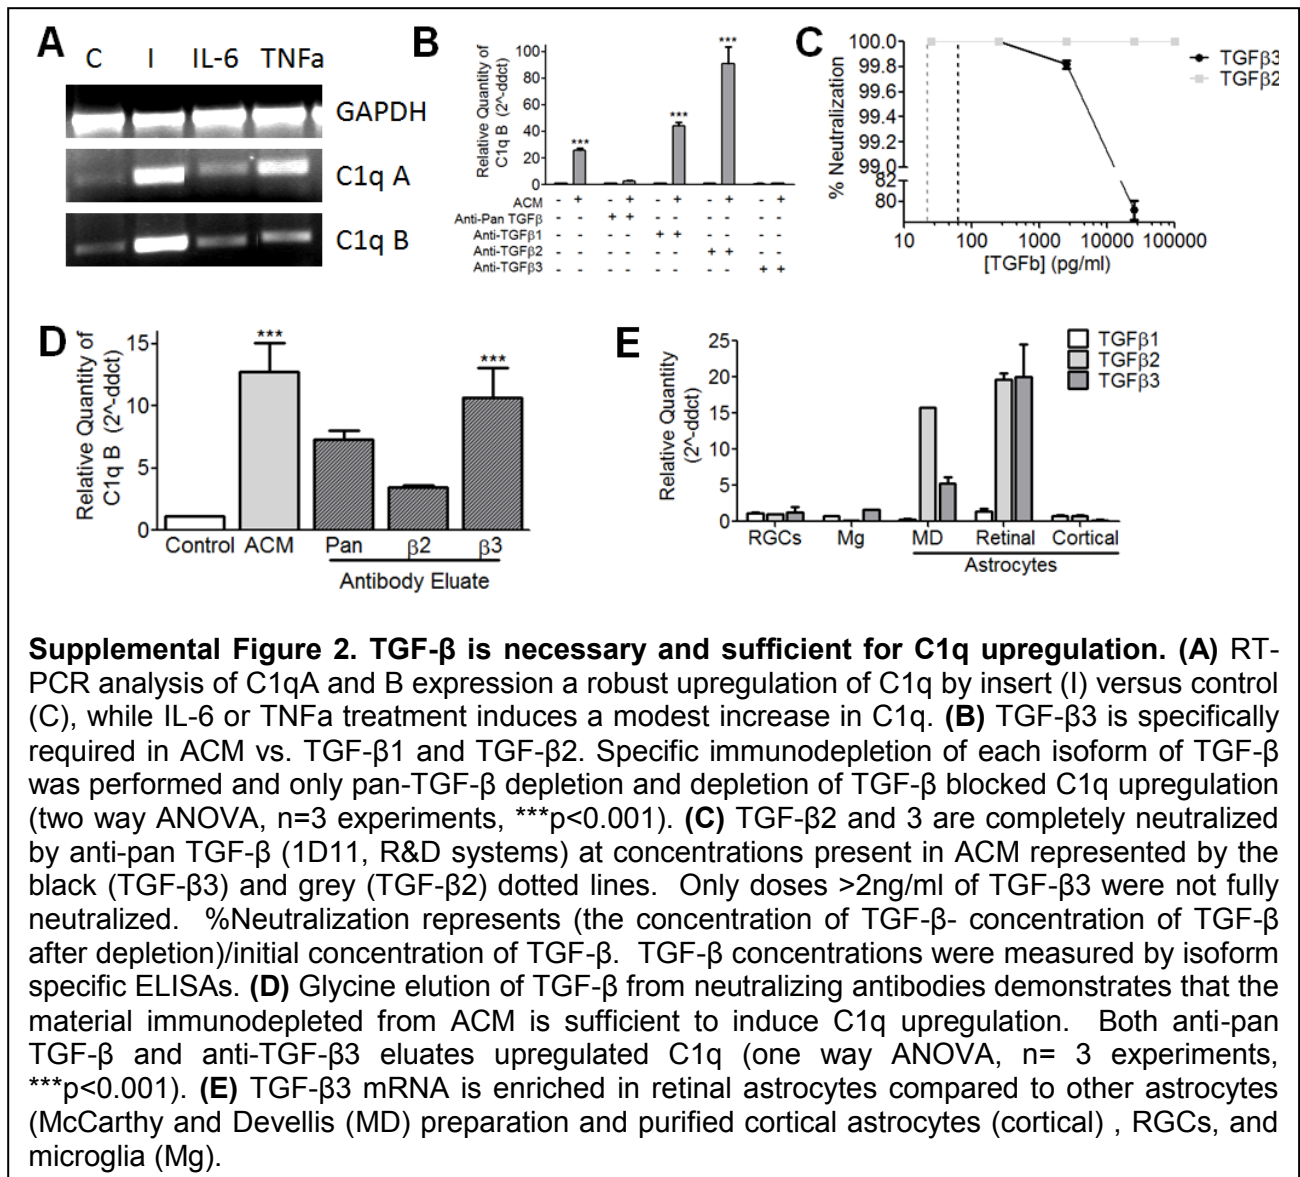 A
C I IL-6 TNFa
GAPDH
C1q A
C1q B
B
Relative Quantity of
C1q B (2^-ddct)
100
80
60
40
20
0
***
***
***
ACM - + - + - + - + - +
Anti-Pan TGFβ - - + + - - - - - -
Anti-TGFβ1 - - - - + + - - - -
Anti-TGFβ2 - - - - - - + + - -
Anti-TGFβ3 - - - - - - - - + +
C
% Neutralization
100.0
99.8
99.6
99.4
99.2
99.0
82
80
10 100 1000 10000 100000
[TGFb] (pg/ml)
TGFβ3
TGFβ2
D
Relative Quantity of
C1q B (2^-ddct)
15
10
5
0
***
***
Control ACM Pan β2 β3
Antibody Eluate
E
Relative Quantity
(2^-ddct)
25
20
15
10
5
0
RGCs Mg MD Retinal Cortical
Astrocytes
TGFβ1
TGFβ2
TGFβ3
Supplemental Figure 2. TGF-β is necessary and sufficient for C1q upregulation. (A) RT-
PCR analysis of C1qA and B expression a robust upregulation of C1q by insert (I) versus control
(C), while IL-6 or TNFa treatment induces a modest increase in C1q. (B) TGF-β3 is specifically
required in ACM vs. TGF-β1 and TGF-β2. Specific immunodepletion of each isoform of TGF-β
was performed and only pan-TGF-β depletion and depletion of TGF-β blocked C1q upregulation
(two way ANOVA, n=3 experiments, ***p<0.001). (C) TGF-β2 and 3 are completely neutralized
by anti-pan TGF-β (1D11, R&D systems) at concentrations present in ACM represented by the
black (TGF-β3) and grey (TGF-β2) dotted lines. Only doses >2ng/ml of TGF-β3 were not fully
neutralized. %Neutralization represents (the concentration of TGF-β- concentration of TGF-β
after depletion)/initial concentration of TGF-β. TGF-β concentrations were measured by isoform
specific ELISAs. (D) Glycine elution of TGF-β from neutralizing antibodies demonstrates that the
material immunodepleted from ACM is sufficient to induce C1q upregulation. Both anti-pan
TGF-β and anti-TGF-β3 eluates upregulated C1q (one way ANOVA, n= 3 experiments,
***p<0.001). (E) TGF-β3 mRNA is enriched in retinal astrocytes compared to other astrocytes
(McCarthy and Devellis (MD) preparation and purified cortical astrocytes (cortical) , RGCs, and
microglia (Mg).